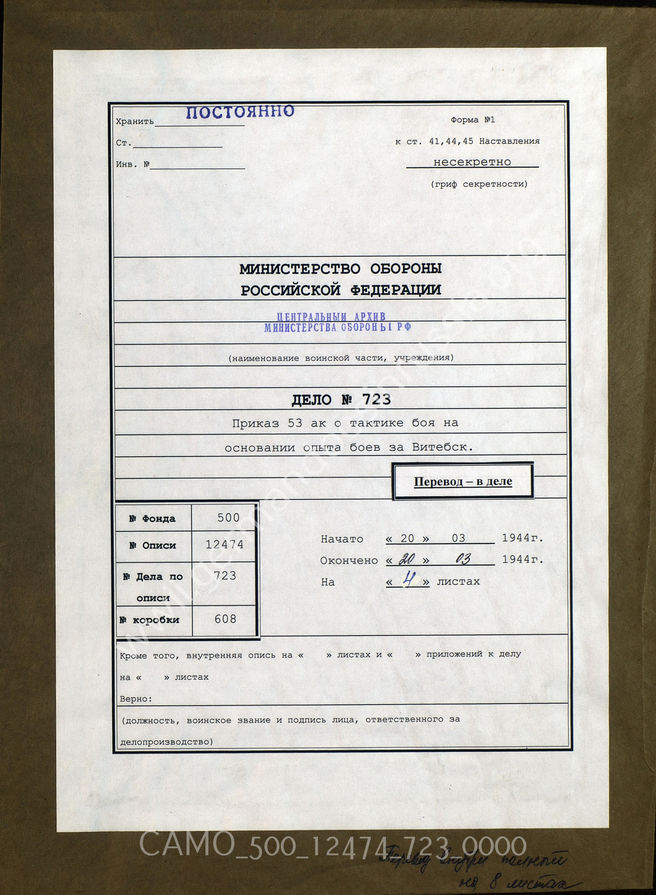 Хранить ПОСТОЯННО
Ст.
Инв. №
Форма №1
к ст. 41,44,45 Наставления
несекретно
(гриф секретности)
МИНИСТЕРСТВО ОБОРОНЫ
РОССИЙСКОЙ ФЕДЕРАЦИИ
ЦЕНТРАЛЬНЫЙ АРХИВ
МИНИСТЕРСТВА ОБОРОНЫ РФ
(наименование воинской части, учреждения)
ДЕЛО № 723
Приказ 53 ак о тактике боя на
основании опыта боев за Витебск.
Перевод – в деле
№ Фонда 500
№ Описи 12474
№ Дела по описи 723
№ коробки 608
Начато « 20 » 03 1944г.
Окончено « 20 » 03 1944г.
На « 4 » листах
Кроме того, внутренняя опись на « » листах и « » приложений к делу
на « » листах
Верно:
(должность, воинское звание и подпись лица, ответственного за
делопроизводство)
CAMO_500_12474_723_0000
Перевод внутри полный
на 8 листах